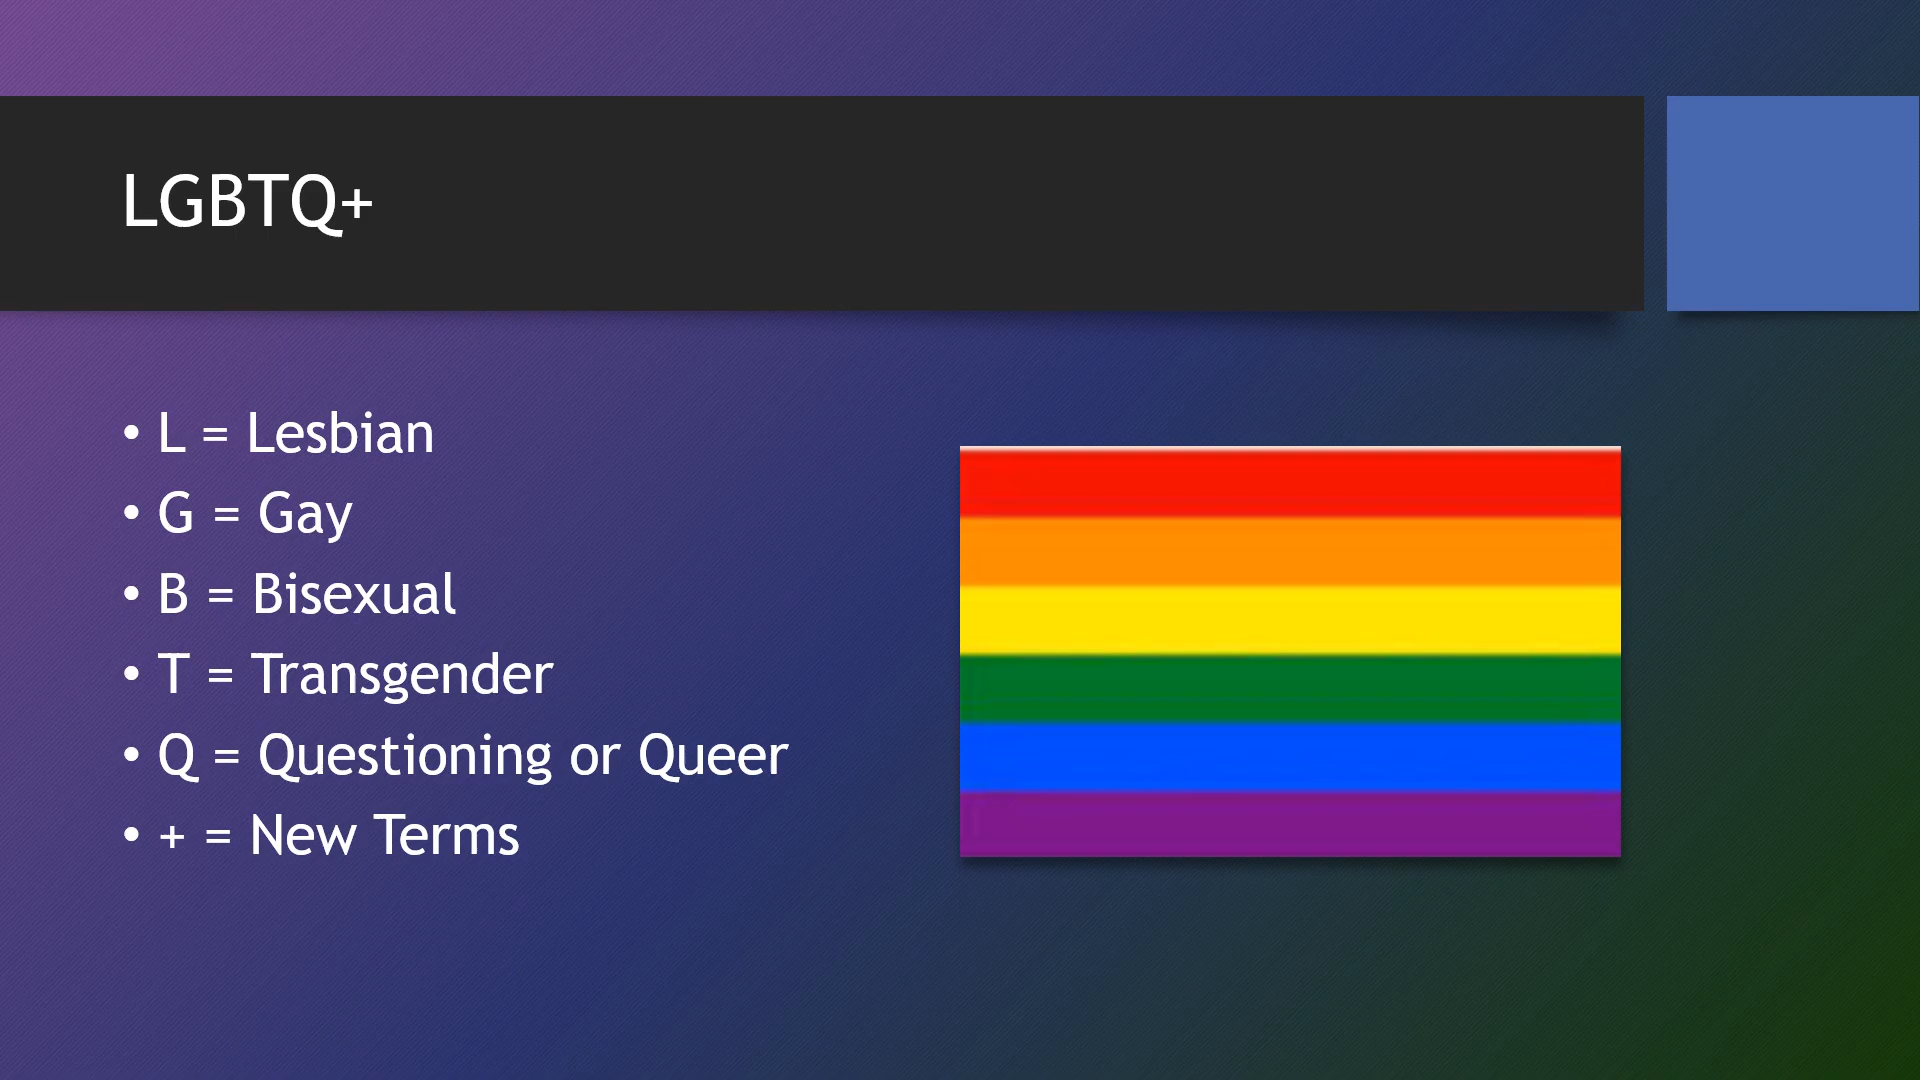 LGBTQ+
• L = Lesbian
• G = Gay
• B = Bisexual
• T = Transgender
• Q = Questioning or Queer
• + = New Terms